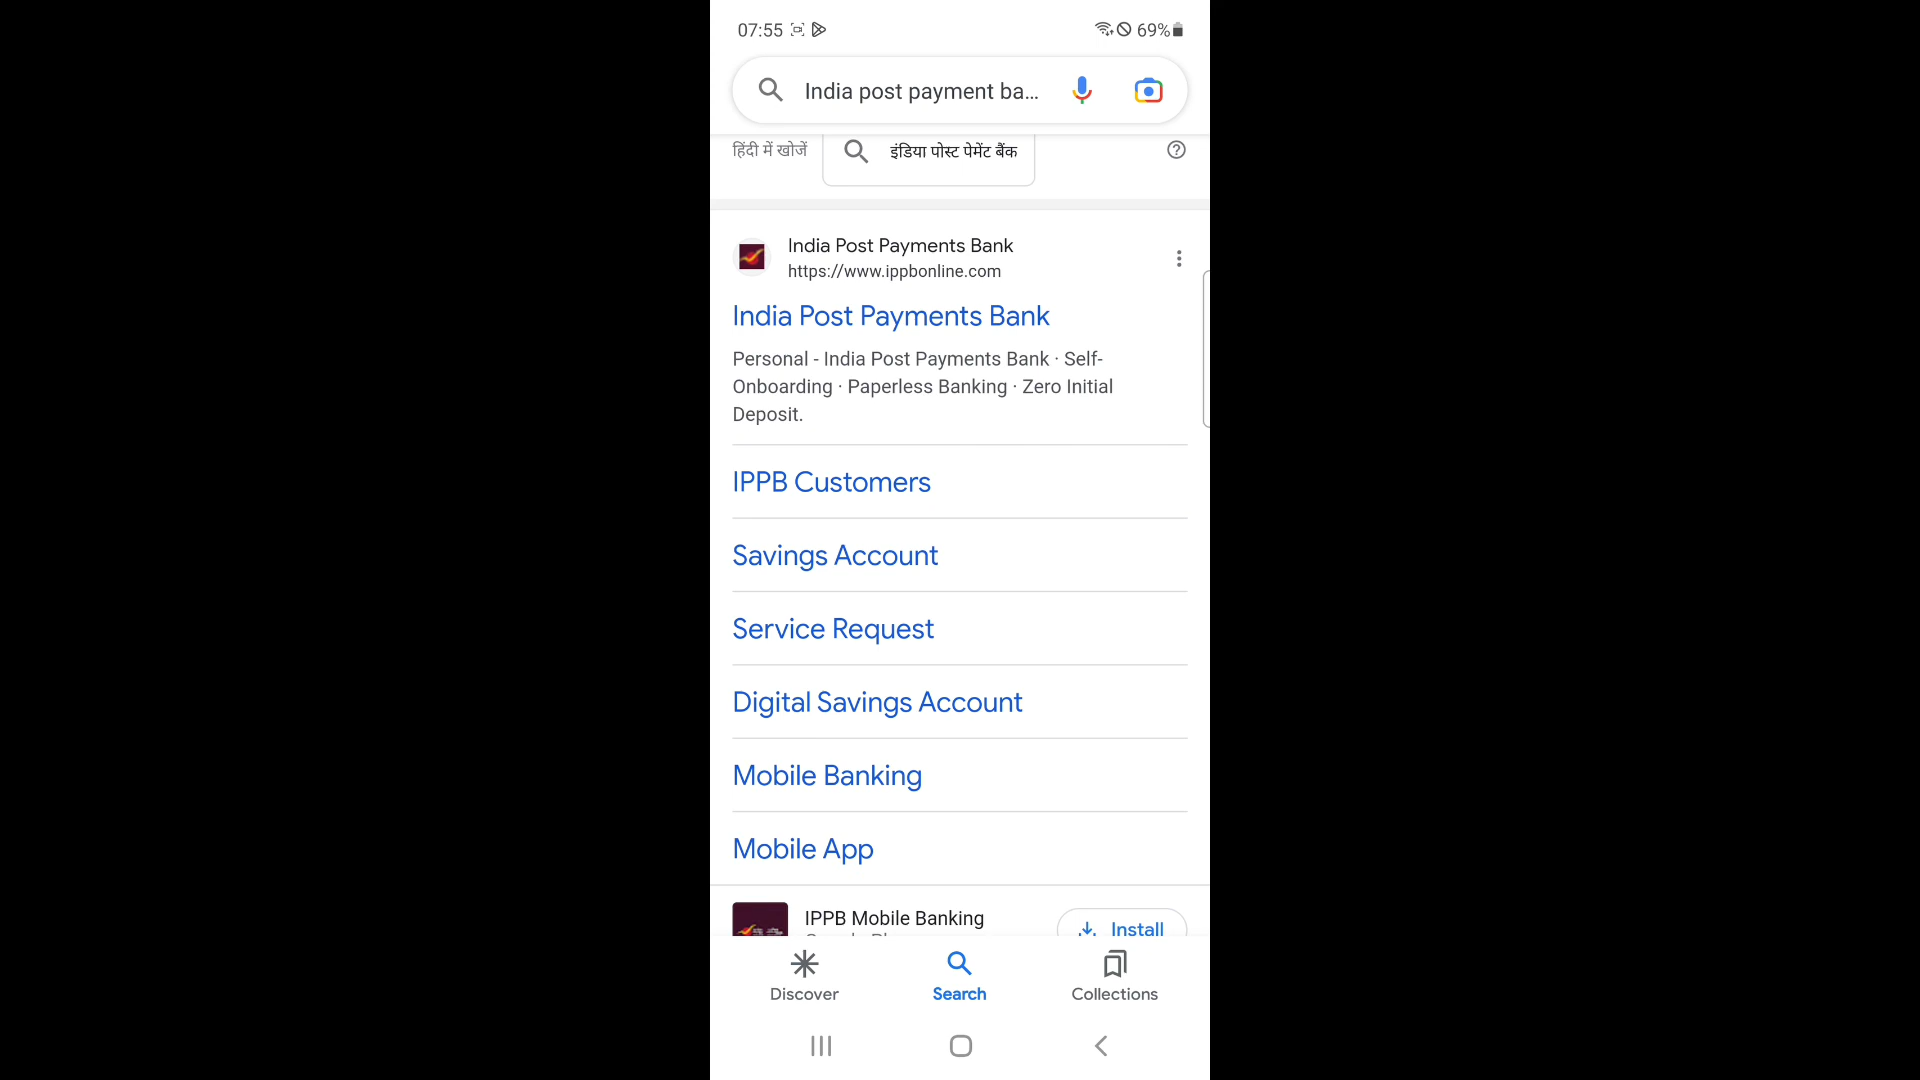 07:55
69%
India post payment ba...
हिंदी में खोजें
इंडिया पोस्ट पेमेंट बैंक
India Post Payments Bank
https://www.ippbonline.com
India Post Payments Bank
Personal - India Post Payments Bank · Self-
Onboarding · Paperless Banking · Zero Initial
Deposit.
IPPB Customers
Savings Account
Service Request
Digital Savings Account
Mobile Banking
Mobile App
IPPB Mobile Banking
Install
Discover
Search
Collections